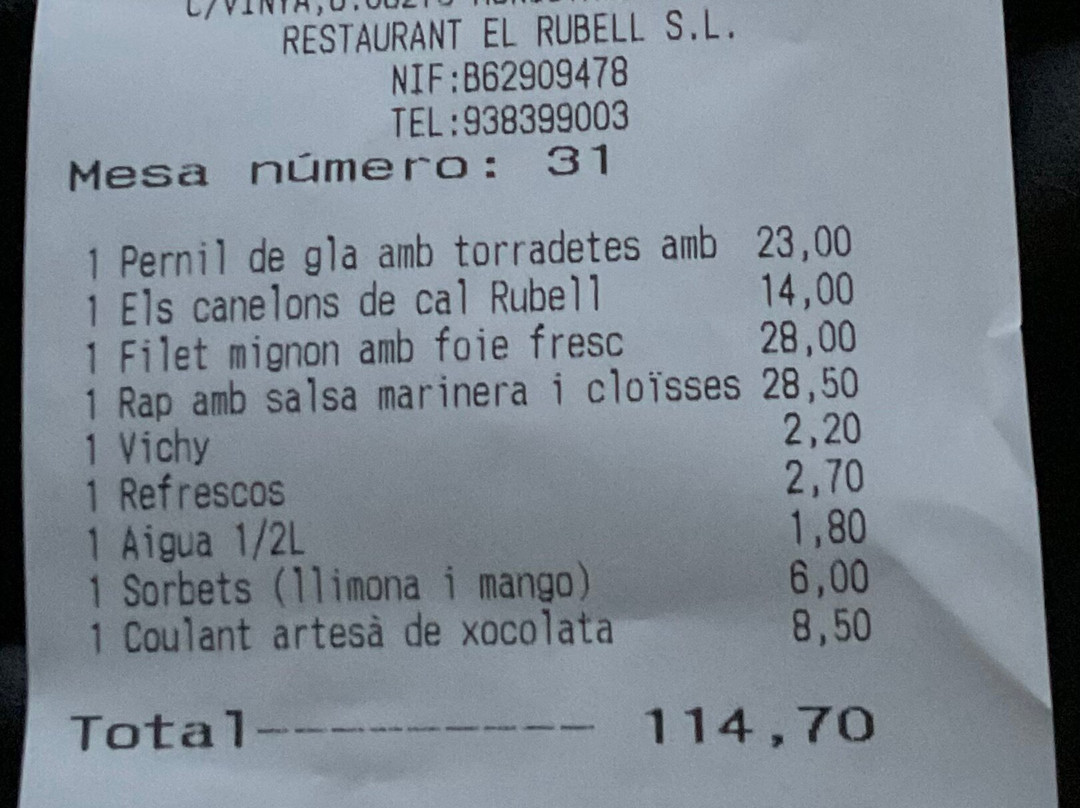 C/VINYA,
RESTAURANT EL RUBELL S.L.
NIF:B62909478
TEL:938399003
Mesa número: 31
1 Pernil de gla amb torradetes amb 23,00
1 Els canelons de cal Rubell 14,00
1 Filet mignon amb foie fresc 28,00
1 Rap amb salsa marinera i cloïsses 28,50
1 Vichy 2,20
1 Refrescos 2,70
1 Aigua 1/2L 1,80
1 Sorbets (llimona i mango) 6,00
1 Coulant artesà de xocolata 8,50
Total---------- 114,70